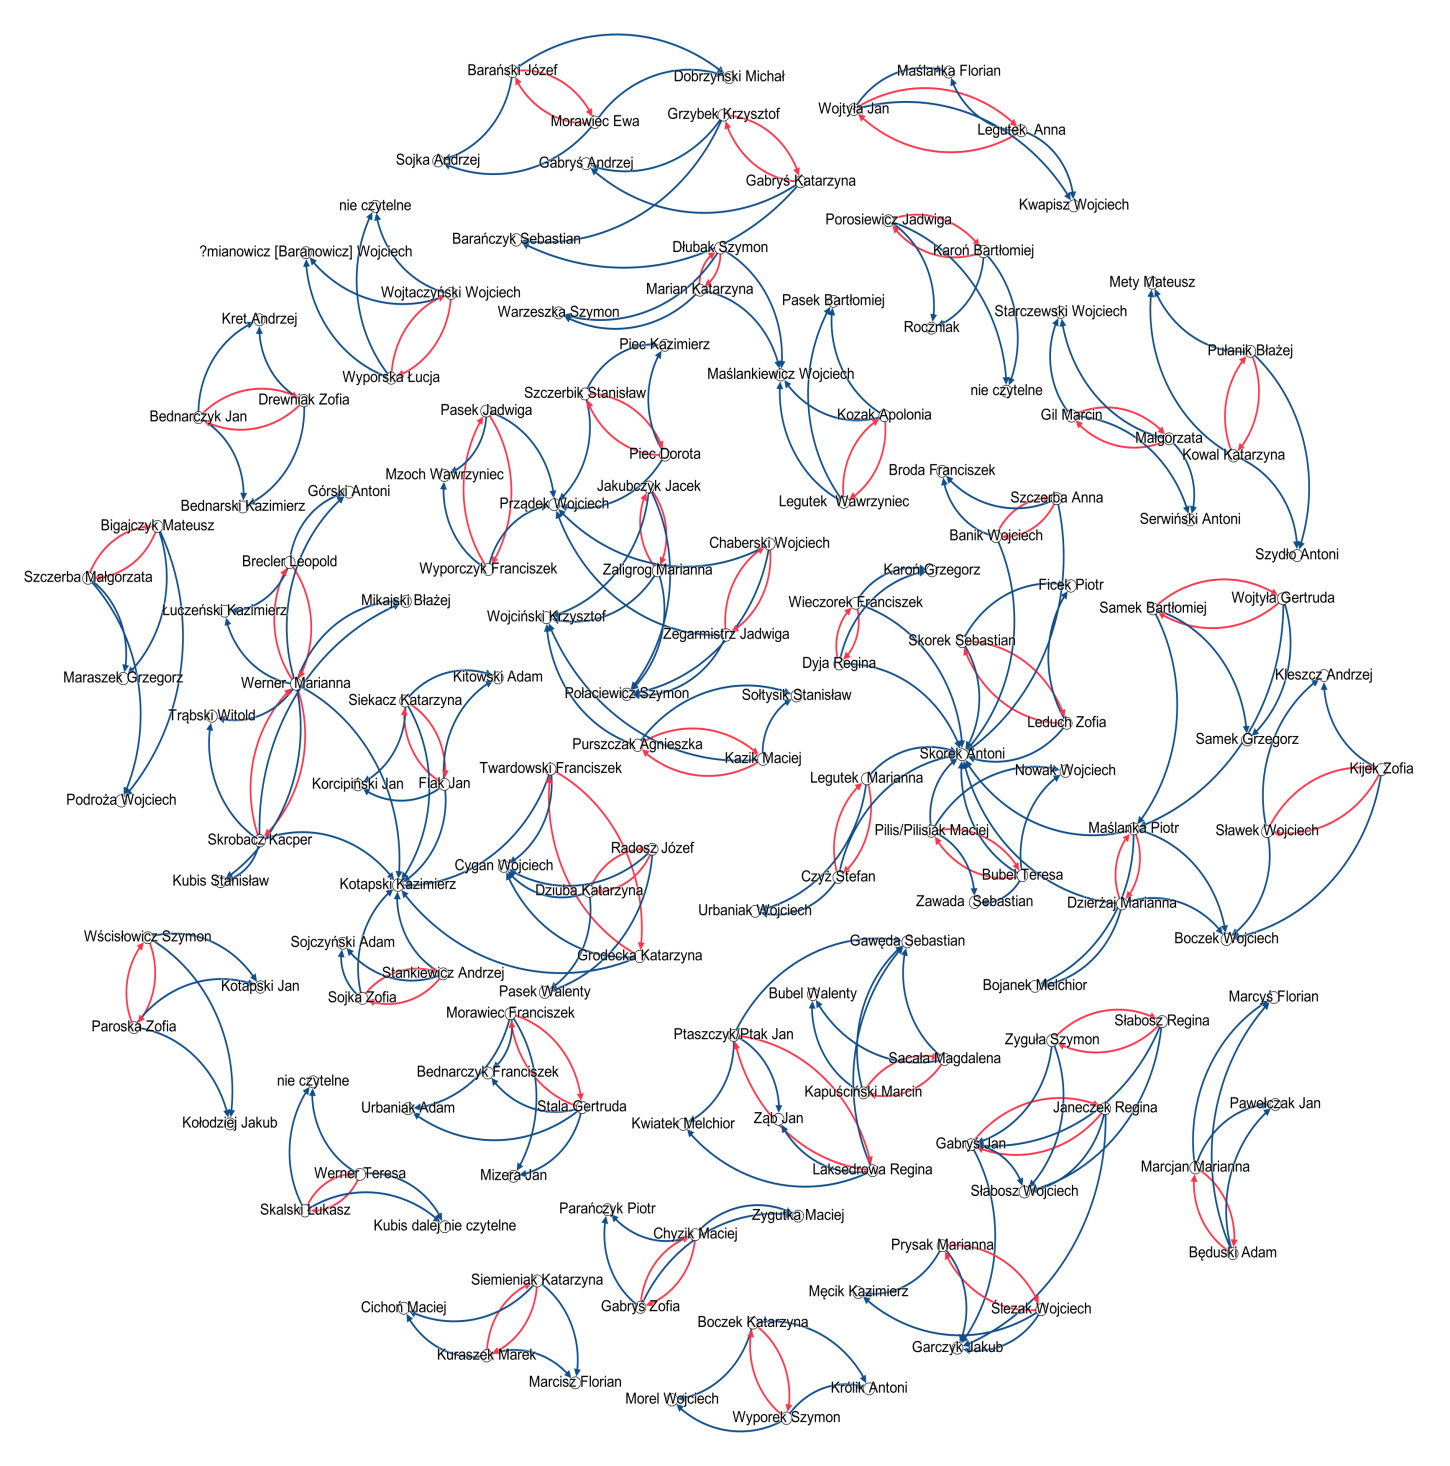 Barański Józef
Dobrzyński Michał
Maślanka Florian
Wojtyła Jan
Grzybek Krzysztof
Morawiec Ewa
Legutek Anna
Sojka Andrzej
Gabryś Andrzej
Gabryś Katarzyna
nie czytelne
Kwapisz Wojciech
Porosiewicz Jadwiga
Barańczyk Sebastian
Dłubak Szymon
?mianowicz [Baranowicz] Wojciech
Karoń Bartłomiej
Mety Mateusz
Wojtaczyński Wojciech
Marian Katarzyna
Pasek Bartłomiej
Warzeszka Szymon
Starczewski Wojciech
Kret Andrzej
Roczniak
Piec Kazimierz
Pułanik Błażej
Wyporska Łucja
Maślankiewicz Wojciech
nie czytelne
Szczerbik Stanisław
Drewniak Zofia
Pasek Jadwiga
Bednarczyk Jan
Kozak Apolonia
Gil Marcin
Małgorzata
Piec Dorota
Kowal Katarzyna
Mzoch Wawrzyniec
Broda Franciszek
Jakubczyk Jacek
Górski Antoni
Szczerba Anna
Bednarski Kazimierz
Prządek Wojciech
Legutek Wawrzyniec
Serwiński Antoni
Bigajczyk Mateusz
Banik Wojciech
Chaberski Wojciech
Szydło Antoni
Brecler Leopold
Szczerba Małgorzata
Wyporczyk Franciszek
Zaligrog Marianna
Karoń Grzegorz
Ficek Piotr
Mikajski Błażej
Wieczorek Franciszek
Wojtyła Gertruda
Łuczeński Kazimierz
Samek Bartłomiej
Wojciński Krzysztof
Zegarmistrz Jadwiga
Skorek Sebastian
Dyja Regina
Maraszek Grzegorz
Werner Marianna
Kitowski Adam
Kleszcz Andrzej
Siekacz Katarzyna
Połaciewicz Szymon
Sołtysik Stanisław
Trąbski Witold
Leduch Zofia
Samek Grzegorz
Purszczak Agnieszka
Kazik Maciej
Skorek Antoni
Twardowski Franciszek
Nowak Wojciech
Kijek Zofia
Korcipiński Jan
Flak Jan
Legutek Marianna
Podroża Wojciech
Pilis/Pilisiak Maciej
Maślanka Piotr
Sławek Wojciech
Skrobacz Kacper
Radosz Józef
Cygan Wojciech
Kubis Stanisław
Kotapski Kazimierz
Dziuba Katarzyna
Czyż Stefan
Bubel Teresa
Zawada Sebastian
Dzierżaj Marianna
Urbaniak Wojciech
Wścisłowicz Szymon
Sojczyński Adam
Gawęda Sebastian
Boczek Wojciech
Grodecka Katarzyna
Stankiewicz Andrzej
Kotapski Jan
Sojka Zofia
Pasek Walenty
Bubel Walenty
Bojanek Melchior
Marcyś Florian
Morawiec Franciszek
Paroska Zofia
Ptaszczyk/Ptak Jan
Słabosz Regina
Zyguła Szymon
Sacała Magdalena
Bednarczyk Franciszek
nie czytelne
Kapuściński Marcin
Urbaniak Adam
Stala Gertruda
Janeczek Regina
Pawełczak Jan
Kołodziej Jakub
Kwiatek Melchior
Ząb Jan
Gabryś Jan
Werner Teresa
Mizera Jan
Laksedrowa Regina
Marcjan Marianna
Słabosz Wojciech
Skalski Łukasz
Parańczyk Piotr
Zygutka Maciej
Kubis dalej nie czytelne
Chyzik Maciej
Prysak Marianna
Będuski Adam
Siemieniak Katarzyna
Męcik Kazimierz
Cichoń Maciej
Gabryś Zofia
Ślezak Wojciech
Boczek Katarzyna
Garczyk Jakub
Kuraszek Marek
Marcisz Florian
Królik Antoni
Morel Wojciech
Wyporek Szymon